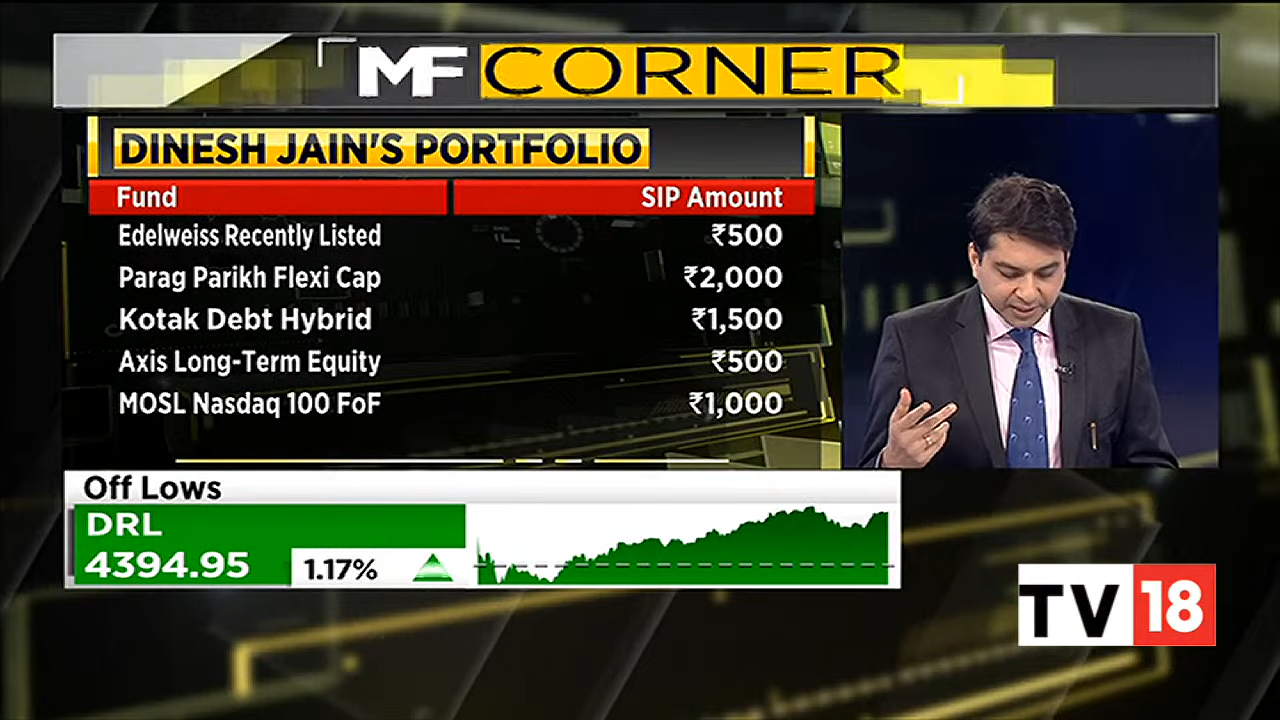 MF CORNER
DINESH JAIN'S PORTFOLIO
Fund SIP Amount
Edelweiss Recently Listed ₹500
Parag Parikh Flexi Cap ₹2,000
Kotak Debt Hybrid ₹1,500
Axis Long-Term Equity ₹500
MOSL Nasdaq 100 FoF ₹1,000
Off Lows
DRL
4394.95 1.17%
TV18